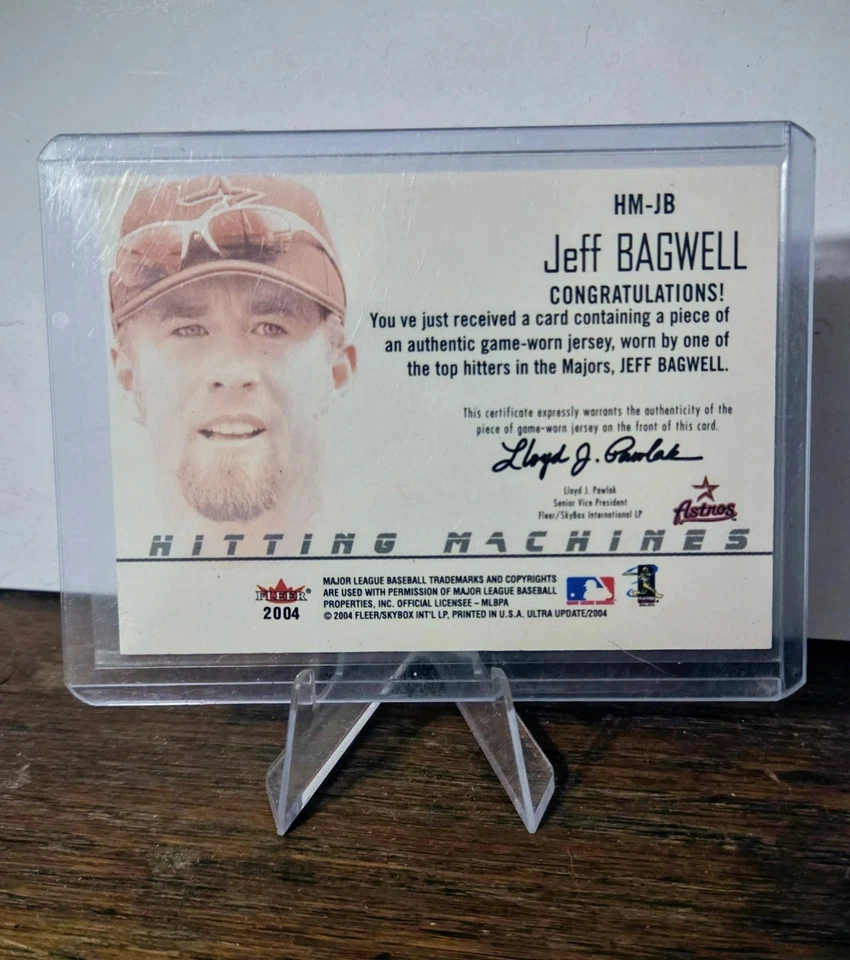 HM-JB
Jeff BAGWELL
CONGRATULATIONS!
You ve just received a card containing a piece of
an authentic game-worn jersey, worn by one of
the top hitters in the Majors, JEFF BAGWELL.
This certificate expressly warrants the authenticity of the
piece of game-worn jersey on the front of this card.
Lloyd J. Pawlak
Lloyd J. Pawlak
Senior Vice President
Fleer/SkyBox International LP
Astros
HITTING MACHINES
FLEER
2004
MAJOR LEAGUE BASEBALL TRADEMARKS AND COPYRIGHTS
ARE USED WITH PERMISSION OF MAJOR LEAGUE BASEBALL
PROPERTIES, INC. OFFICIAL LICENSEE – MLBPA
© 2004 FLEER/SKYBOX INT'L LP, PRINTED IN U.S.A. ULTRA UPDATE/2004